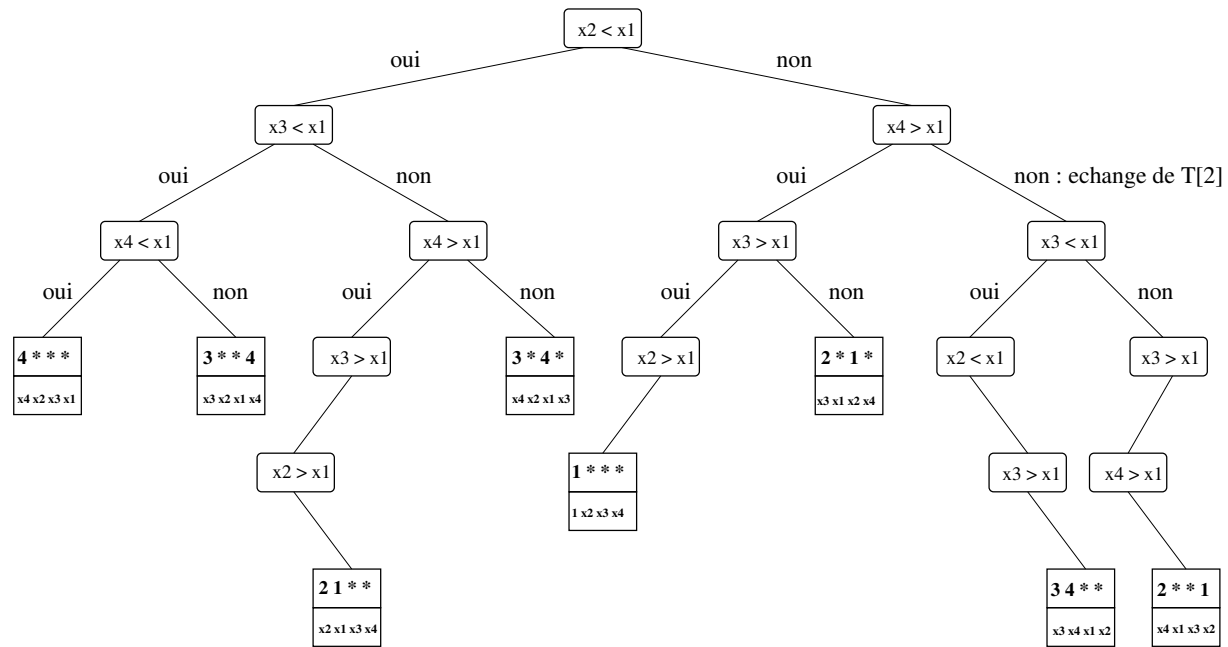 x2 < x1
oui
non
x3 < x1
x4 > x1
oui
non
oui
non : echange de T[2]
x4 < x1
x4 > x1
x3 > x1
x3 < x1
oui
non
oui
non
oui
non
oui
non
4 * * *
3 * * 4
x3 > x1
3 * 4 *
x2 > x1
2 * 1 *
x2 < x1
x3 > x1
x4 x2 x3 x1
x3 x2 x1 x4
x4 x2 x1 x3
x3 x1 x2 x4
x2 > x1
1 * * *
x3 > x1
x4 > x1
1 x2 x3 x4
2 1 * *
3 4 * *
2 * * 1
x2 x1 x3 x4
x3 x4 x1 x2
x4 x1 x3 x2